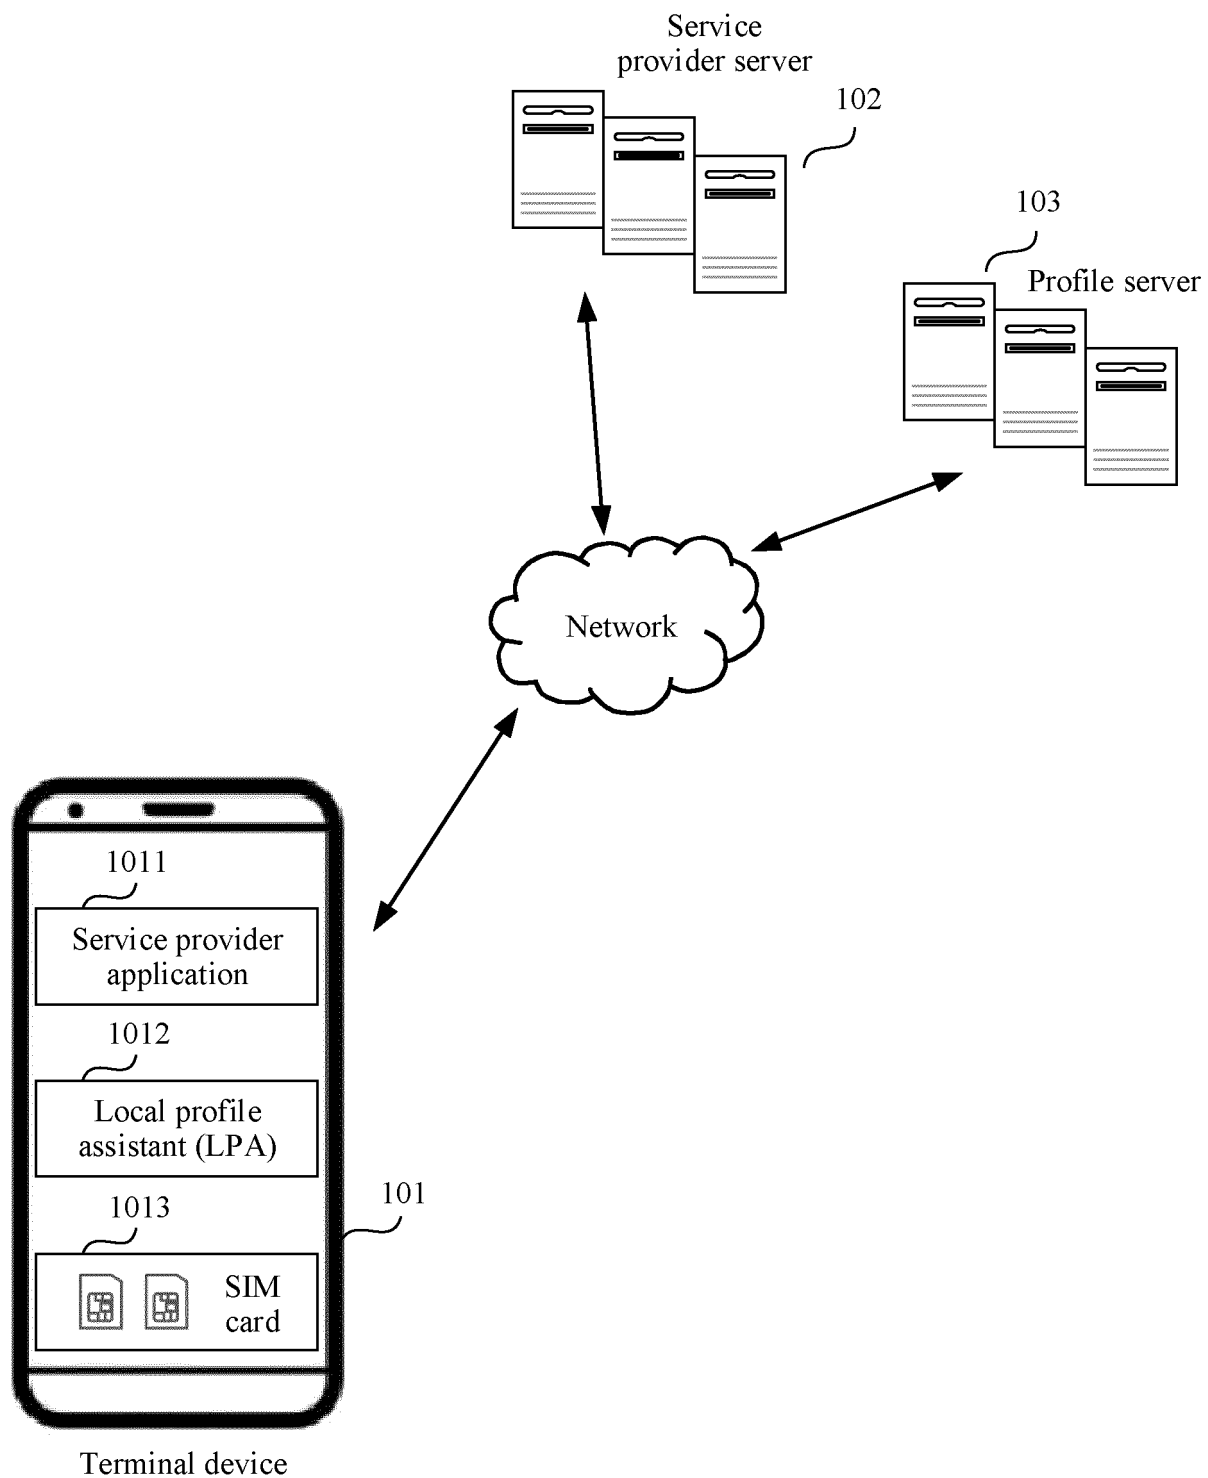 Service
provider server
102
103
Profile server
Network
1011
Service provider
application
1012
Local profile
assistant (LPA)
101
1013
SIM
card
Terminal device